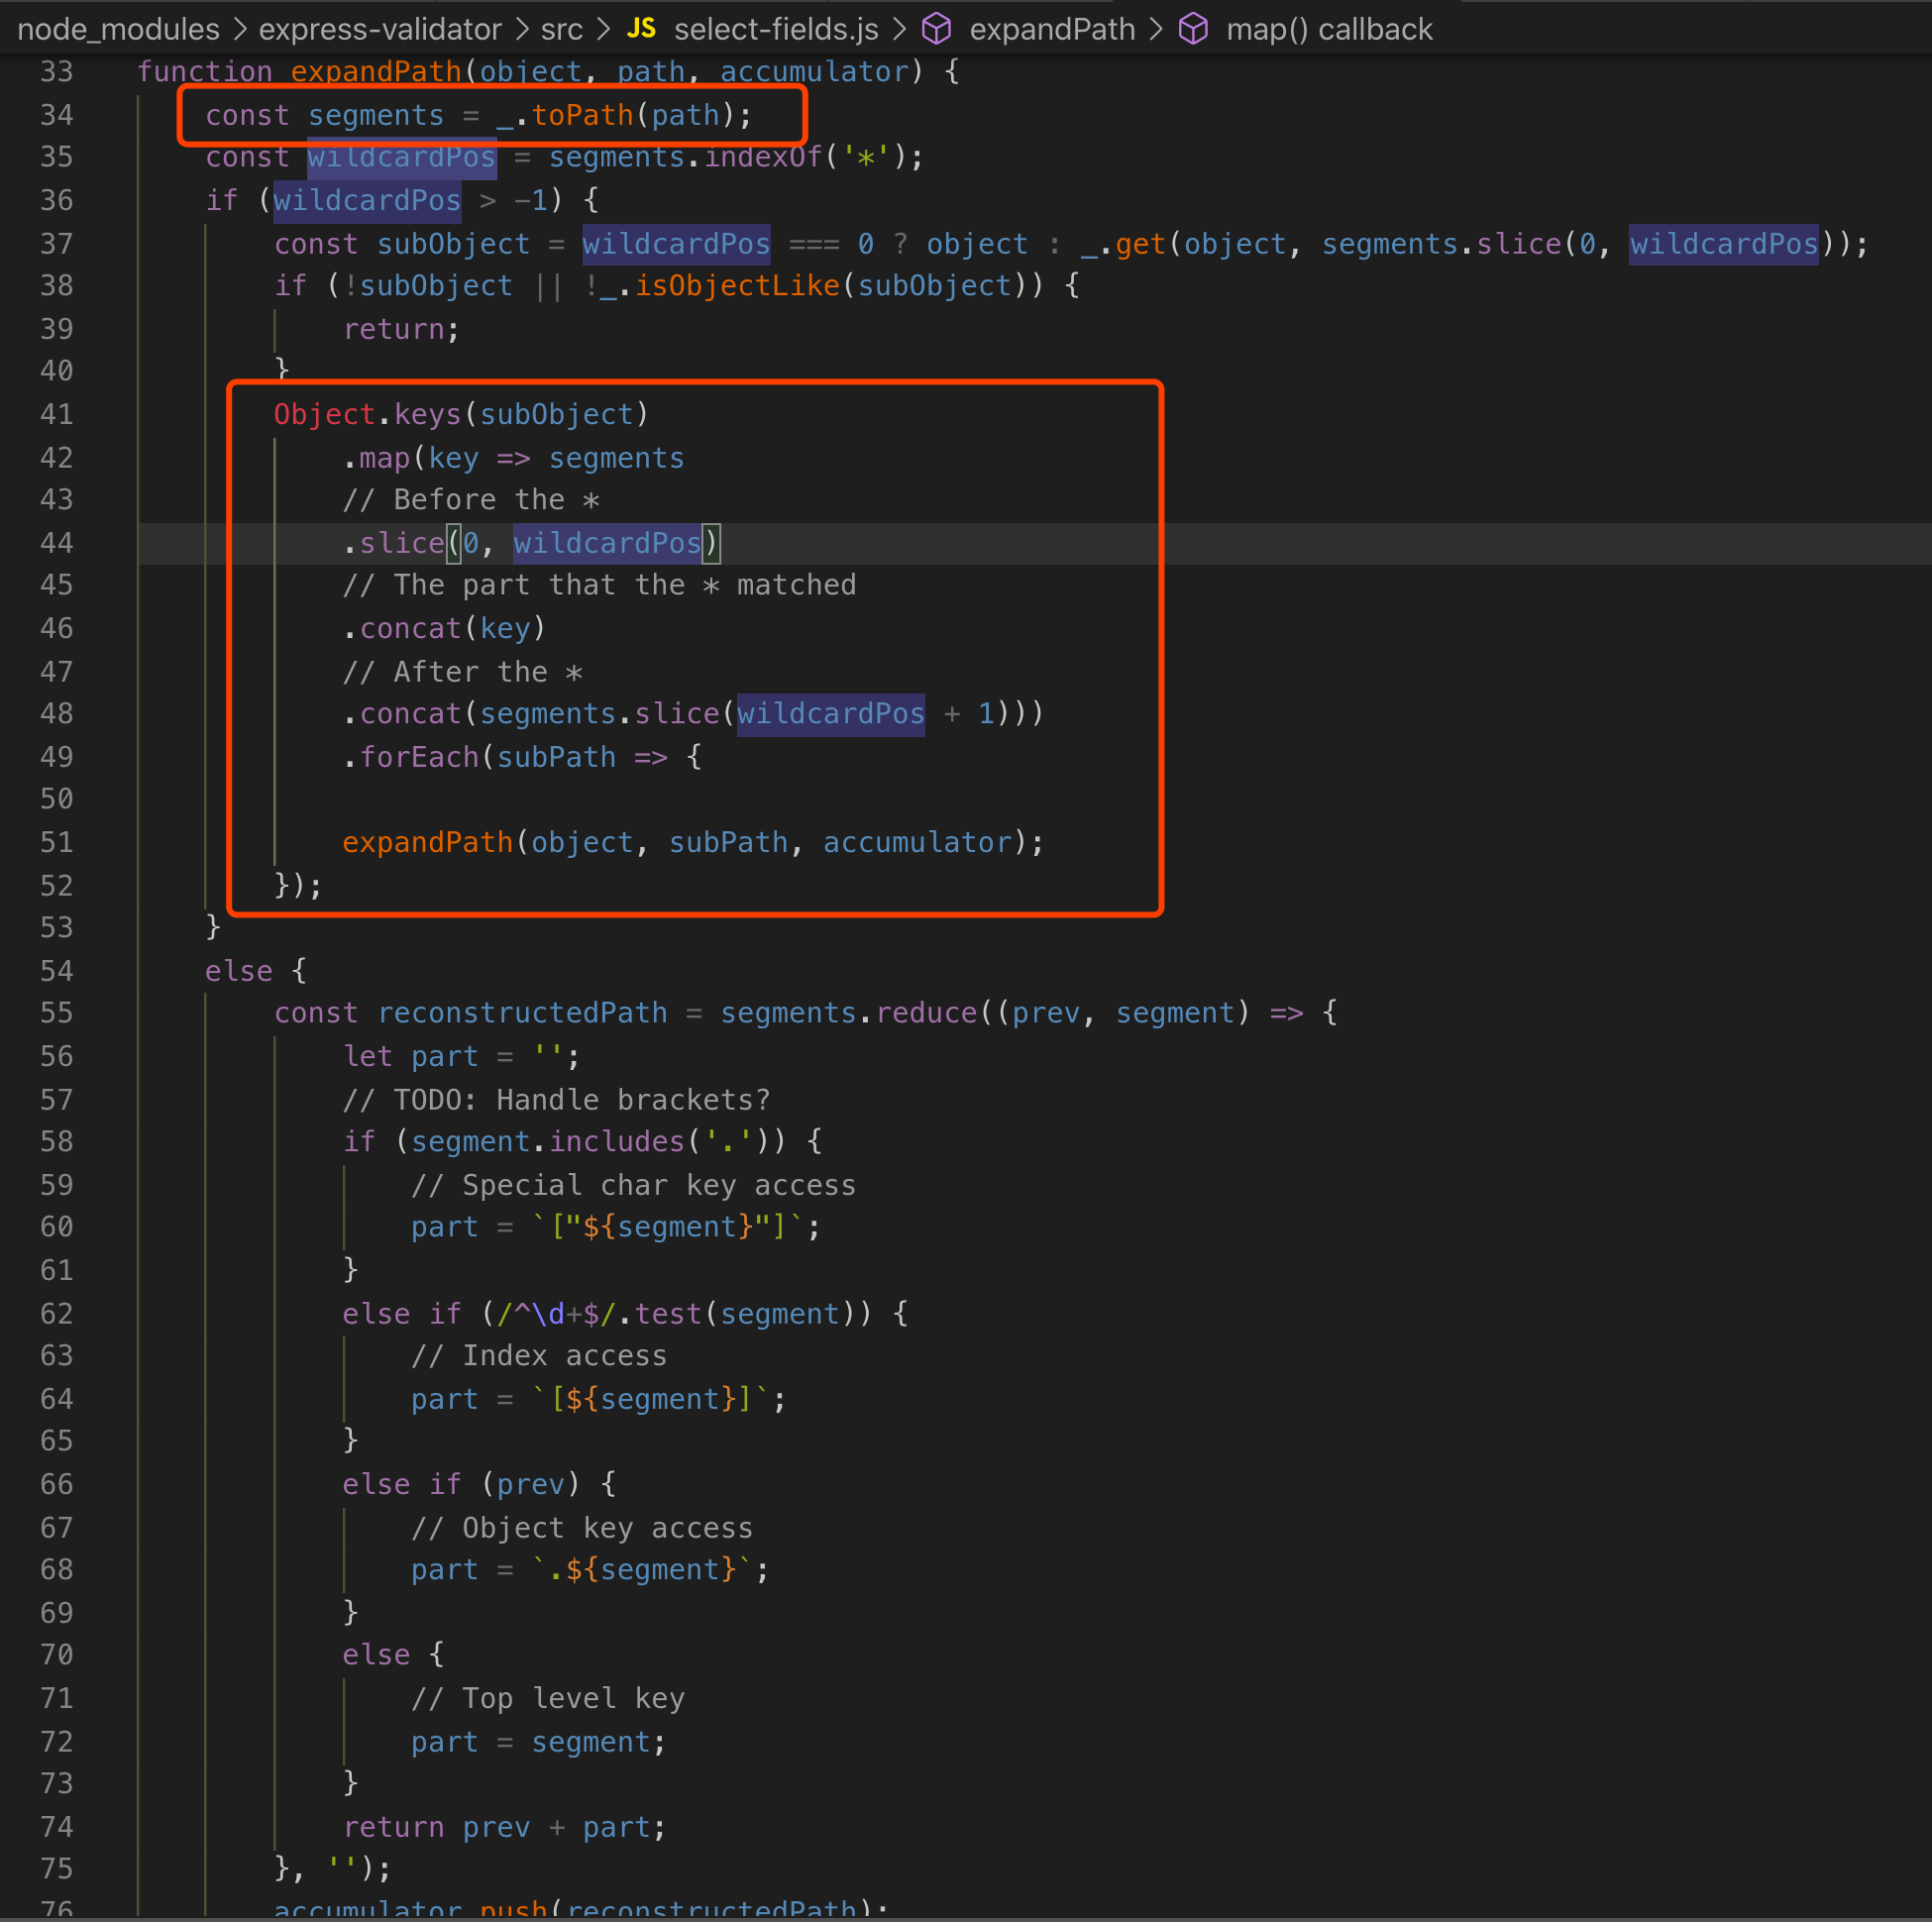 node_modules > express-validator > src > JS select-fields.js > expandPath > map() callback
33 function expandPath(object, path, accumulator) {
34 const segments = _.toPath(path);
35 const wildcardPos = segments.indexOf('*');
36 if (wildcardPos > -1) {
37 const subObject = wildcardPos === 0 ? object : _.get(object, segments.slice(0, wildcardPos));
38 if (!subObject || !_.isObjectLike(subObject)) {
39 return;
40 }
41 Object.keys(subObject)
42 .map(key => segments
43 // Before the *
44 .slice(0, wildcardPos)
45 // The part that the * matched
46 .concat(key)
47 // After the *
48 .concat(segments.slice(wildcardPos + 1)))
49 .forEach(subPath => {
50
51 expandPath(object, subPath, accumulator);
52 });
53 }
54 else {
55 const reconstructedPath = segments.reduce((prev, segment) => {
56 let part = '';
57 // TODO: Handle brackets?
58 if (segment.includes('.')) {
59 // Special char key access
60 part = `["${segment}"]`;
61 }
62 else if (/^\d+$/.test(segment)) {
63 // Index access
64 part = `[${segment}]`;
65 }
66 else if (prev) {
67 // Object key access
68 part = `.${segment}`;
69 }
70 else {
71 // Top level key
72 part = segment;
73 }
74 return prev + part;
75 }, '');
76 accumulator.push(reconstructedPath);